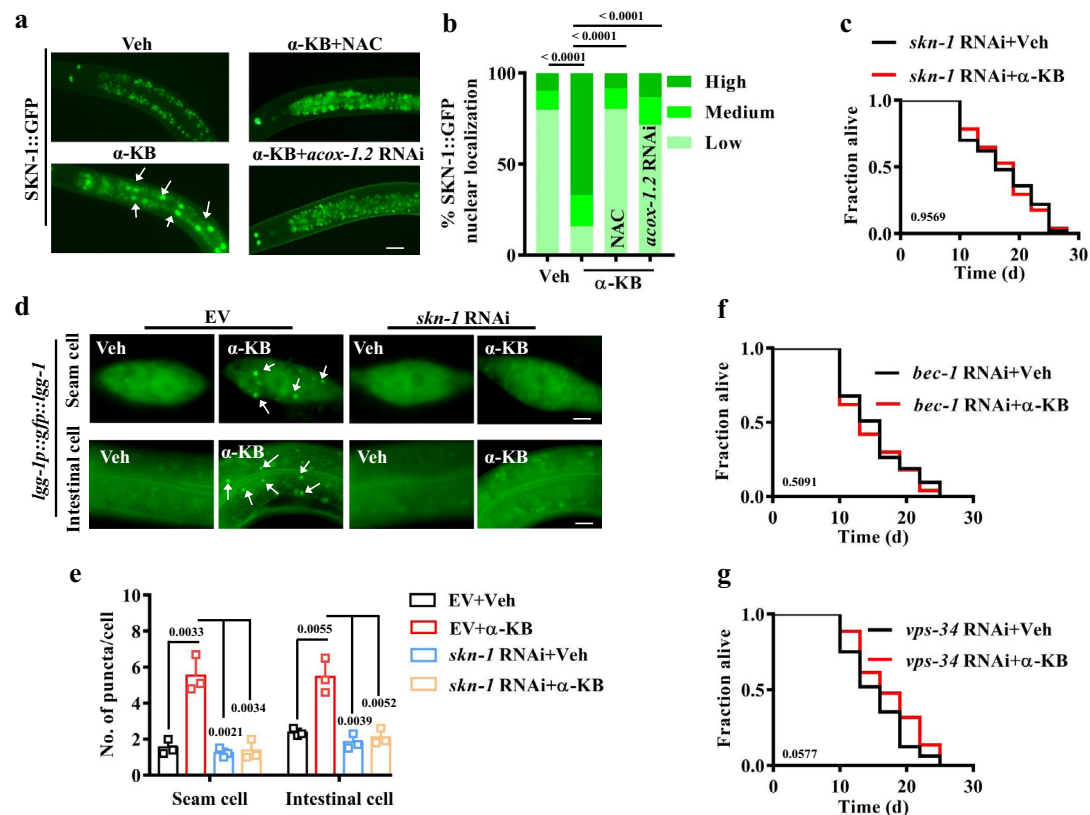 a
Veh
α-KB+NAC
SKN-1::GFP
α-KB
α-KB+acox-1.2 RNAi
b
< 0.0001
< 0.0001
< 0.0001
% SKN-1::GFP
nuclear localization
100
50
0
High
Medium
Low
NAC
acox-1.2 RNAi
Veh
α-KB
c
skn-1 RNAi+Veh
skn-1 RNAi+α-KB
Fraction alive
1.0
0.5
0.0
0.9569
0
10
20
30
Time (d)
d
EV
skn-1 RNAi
lgg-1p::gfp::lgg-1
Seam cell
Veh
α-KB
Veh
α-KB
Intestinal cell
Veh
α-KB
Veh
α-KB
f
bec-1 RNAi+Veh
bec-1 RNAi+α-KB
Fraction alive
1.0
0.5
0.0
0.5091
0
10
20
30
Time (d)
e
No. of puncta/cell
10
8
6
4
2
0
0.0033
0.0021
0.0034
0.0055
0.0039
0.0052
Seam cell
Intestinal cell
EV+Veh
EV+α-KB
skn-1 RNAi+Veh
skn-1 RNAi+α-KB
g
vps-34 RNAi+Veh
vps-34 RNAi+α-KB
Fraction alive
1.0
0.5
0.0
0.0577
0
10
20
30
Time (d)